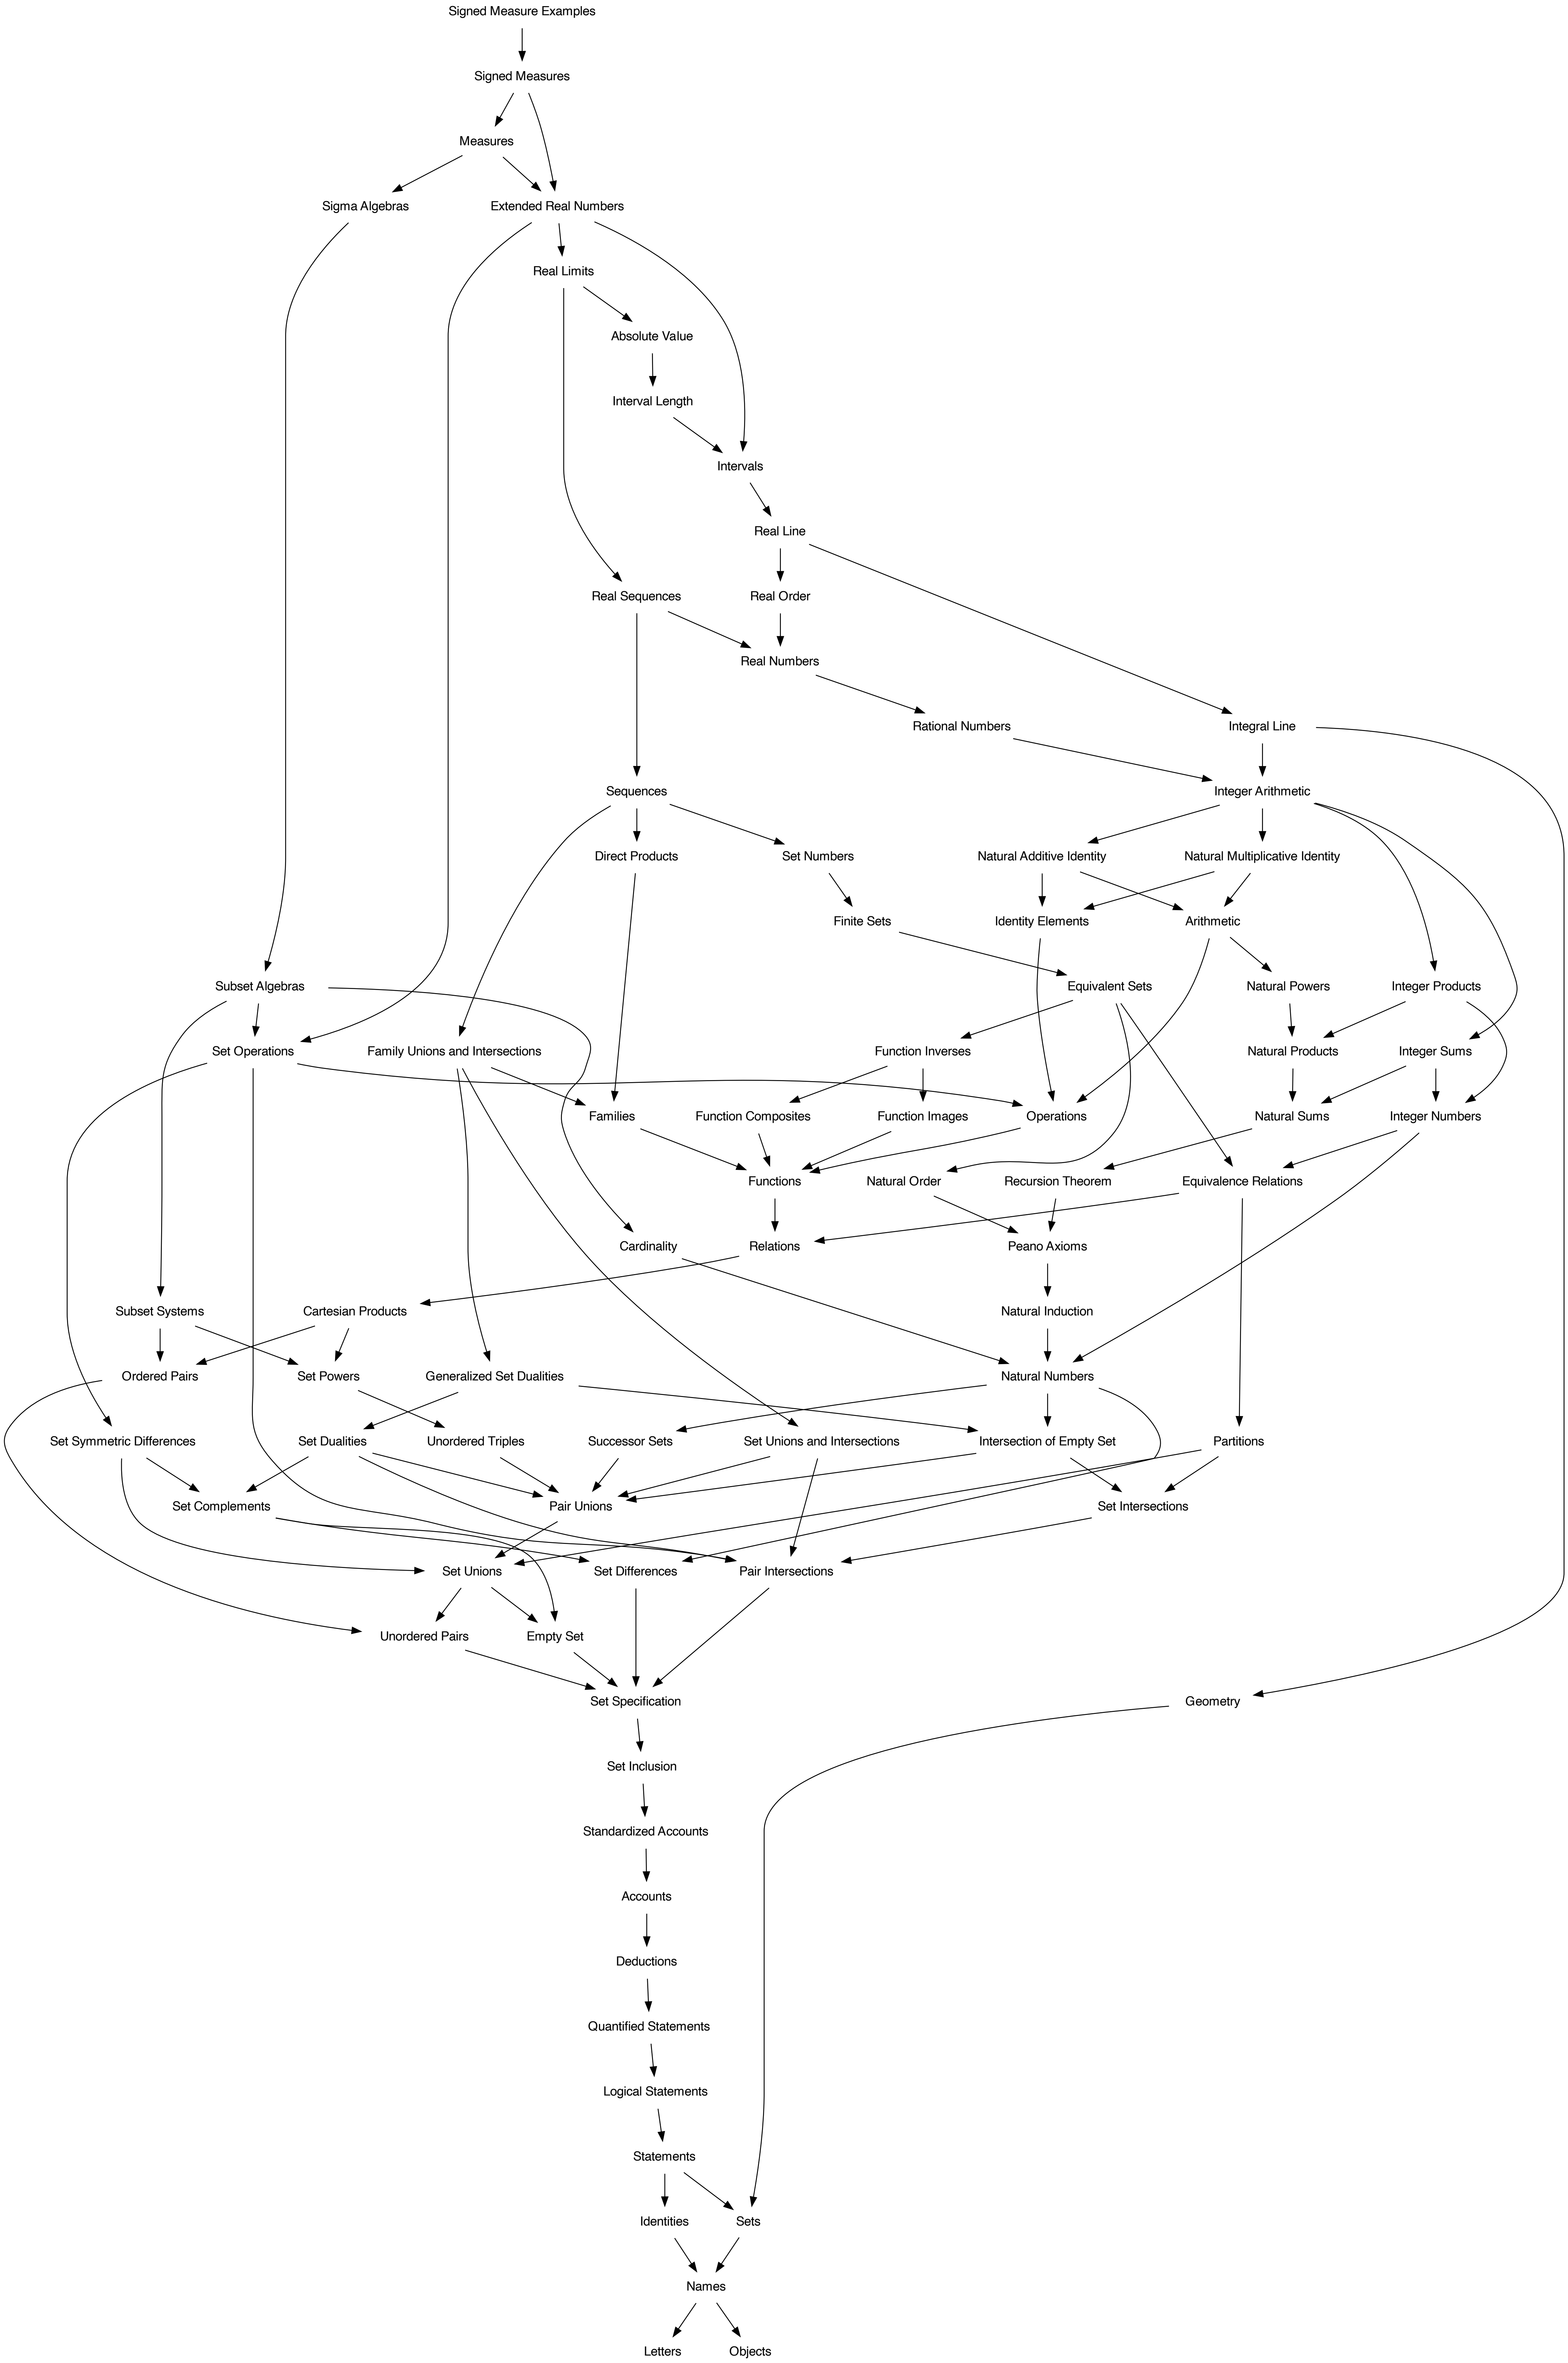 Signed Measure Examples
Signed Measures
Measures
Sigma Algebras
Extended Real Numbers
Real Limits
Absolute Value
Interval Length
Intervals
Real Line
Real Sequences
Real Order
Real Numbers
Rational Numbers
Integral Line
Sequences
Integer Arithmetic
Direct Products
Set Numbers
Natural Additive Identity
Natural Multiplicative Identity
Finite Sets
Identity Elements
Arithmetic
Subset Algebras
Equivalent Sets
Natural Powers
Integer Products
Set Operations
Family Unions and Intersections
Function Inverses
Natural Products
Integer Sums
Families
Function Composites
Function Images
Operations
Natural Sums
Integer Numbers
Functions
Natural Order
Recursion Theorem
Equivalence Relations
Cardinality
Relations
Peano Axioms
Subset Systems
Cartesian Products
Natural Induction
Ordered Pairs
Set Powers
Generalized Set Dualities
Natural Numbers
Set Symmetric Differences
Set Dualities
Unordered Triples
Successor Sets
Set Unions and Intersections
Intersection of Empty Set
Partitions
Set Complements
Pair Unions
Set Intersections
Set Unions
Set Differences
Pair Intersections
Unordered Pairs
Empty Set
Set Specification
Geometry
Set Inclusion
Standardized Accounts
Accounts
Deductions
Quantified Statements
Logical Statements
Statements
Identities
Sets
Names
Letters
Objects